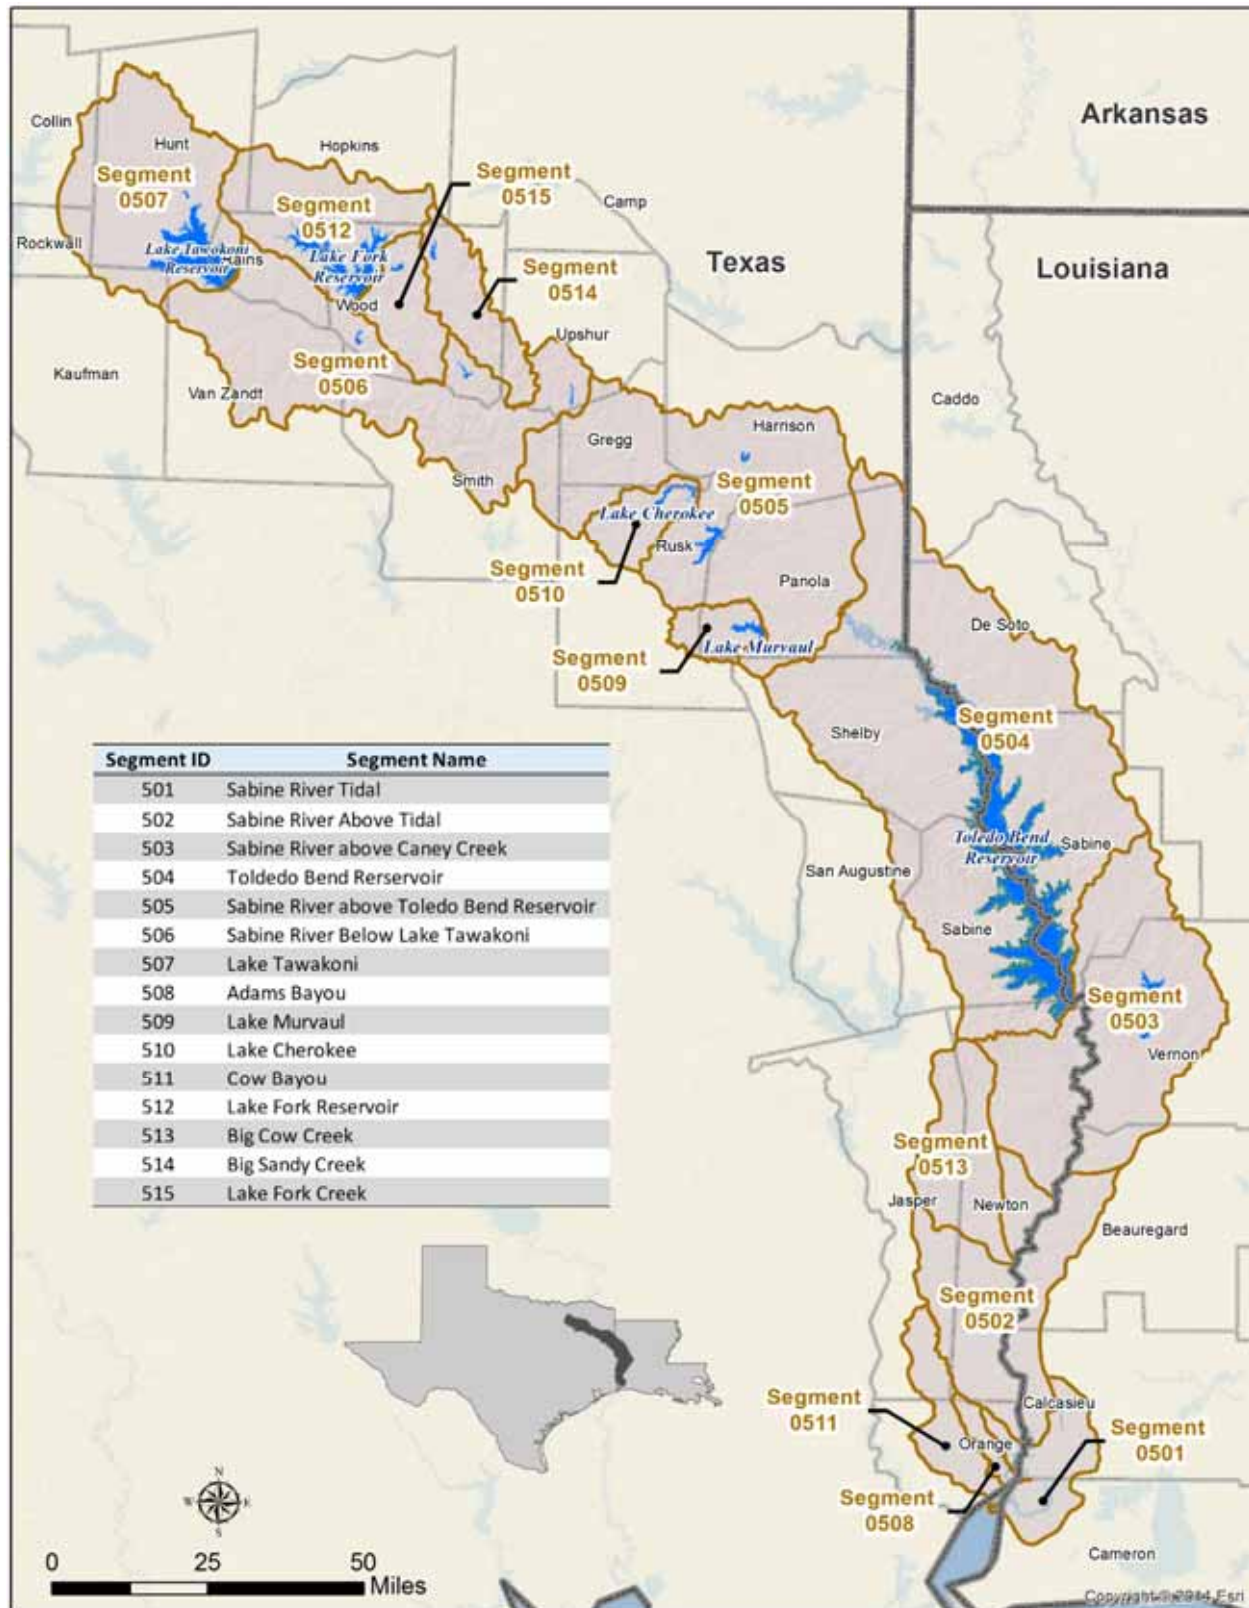 Arkansas
Collin
Hunt
Hopkins
Segment
0507
Segment
0515
Segment
0512
Camp
Rockwall
Lake Tawokoni
Reservoir
Rains
Lake Fork
Reservoir
Texas
Louisiana
Segment
0514
Wood
Upshur
Segment
0506
Kaufman
Van Zandt
Caddo
Gregg
Harrison
Smith
Segment
0505
Lake Cherokee
Rusk
Segment
0510
Panola
De Soto
Lake Murvaul
Segment
0509
Segment
0504
Shelby
Segment ID Segment Name
501 Sabine River Tidal
502 Sabine River Above Tidal
503 Sabine River above Caney Creek
504 Toldedo Bend Rerservoir
505 Sabine River above Toledo Bend Reservoir
506 Sabine River Below Lake Tawakoni
507 Lake Tawakoni
508 Adams Bayou
509 Lake Murvaul
510 Lake Cherokee
511 Cow Bayou
512 Lake Fork Reservoir
513 Big Cow Creek
514 Big Sandy Creek
515 Lake Fork Creek
Toledo Bend
Reservoir
Sabine
San Augustine
Sabine
Segment
0503
Vernon
Segment
0513
Jasper
Newton
Beauregard
Segment
0502
Segment
0511
Calcasieu
Orange
Segment
0501
Segment
0508
Cameron
N
W E
S
0 25 50
Miles
Copyright:© 2014 Esri